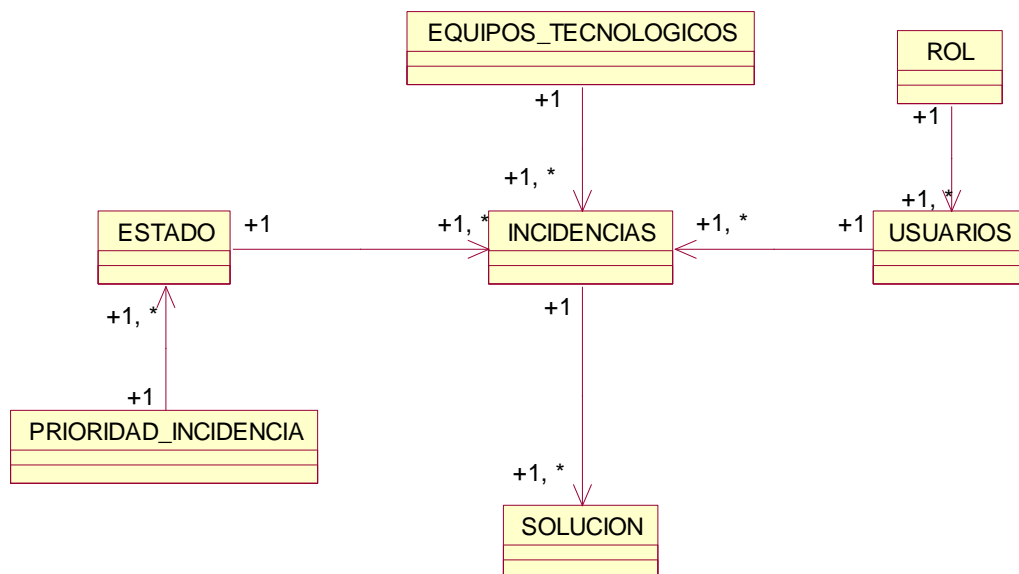 EQUIPOS_TECNOLOGICOS
ROL
+1
+1
+1, *
+1, *
ESTADO
+1
+1, *
INCIDENCIAS
+1, *
+1
USUARIOS
+1, *
+1
+1
PRIORIDAD_INCIDENCIA
+1, *
SOLUCION